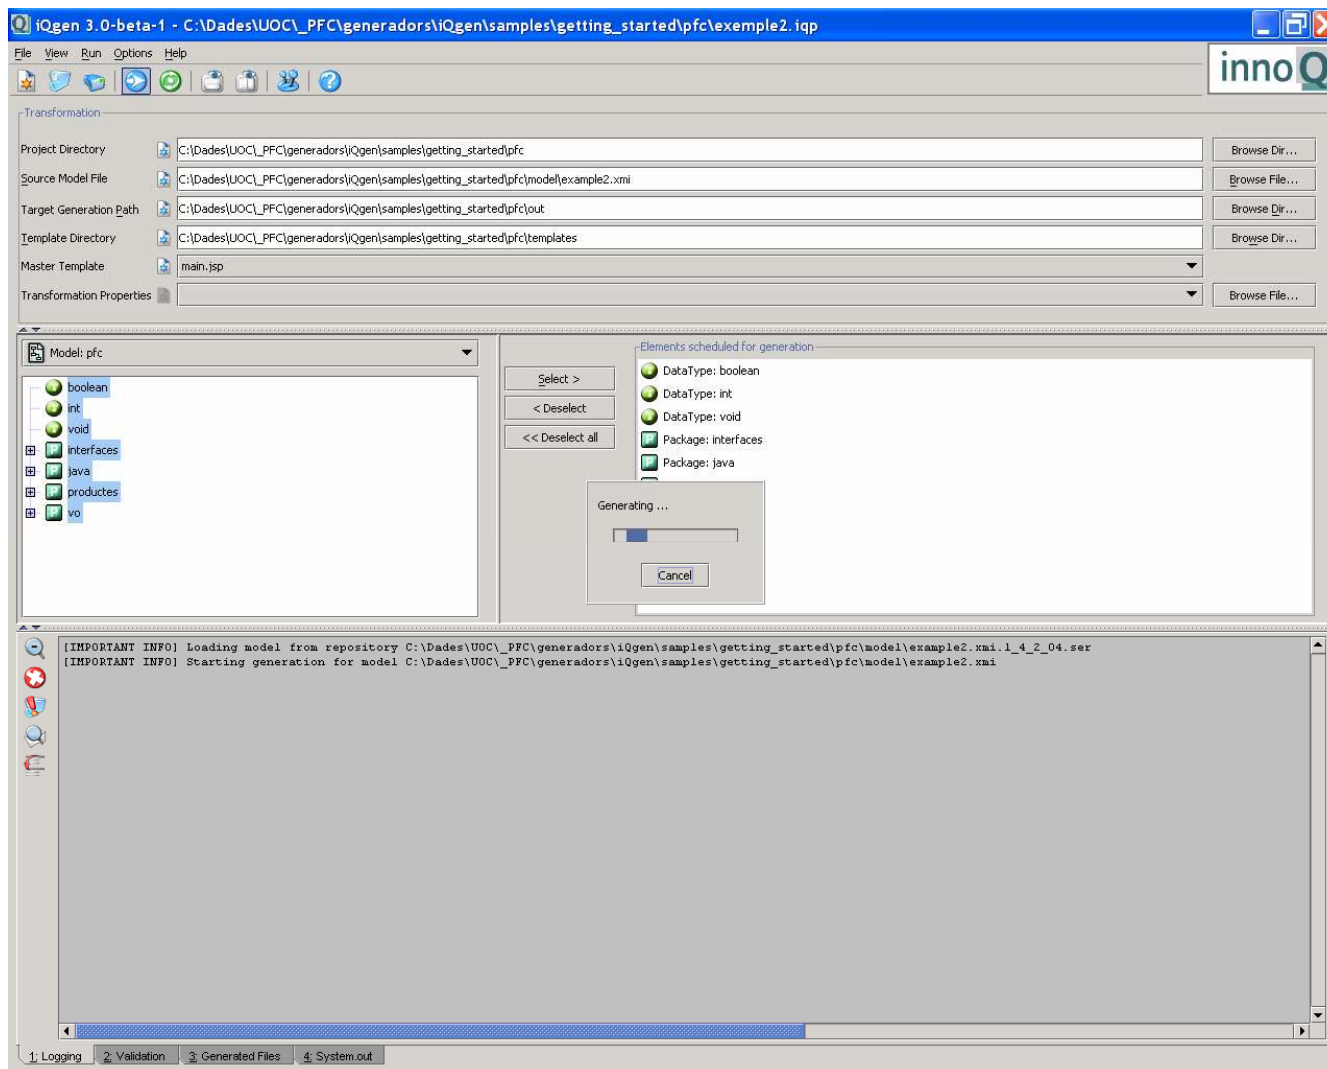 iQgen 3.0-beta-1 - C:\Dades\UOC\_PFC\generadors\iQgen\samples\getting_started\pfc\exemple2.iqp
File View Run Options Help
innoQ
Transformation
Project Directory C:\Dades\UOC\_PFC\generadors\iQgen\samples\getting_started\pfc Browse Dir...
Source Model File C:\Dades\UOC\_PFC\generadors\iQgen\samples\getting_started\pfc\model\example2.xmi Browse File...
Target Generation Path C:\Dades\UOC\_PFC\generadors\iQgen\samples\getting_started\pfc\out Browse Dir...
Template Directory C:\Dades\UOC\_PFC\generadors\iQgen\samples\getting_started\pfc\templates Browse Dir...
Master Template main.jsp
Transformation Properties Browse File...
Model: pfc
boolean
int
void
interfaces
java
productes
vo
Select >
< Deselect
<< Deselect all
Elements scheduled for generation
DataType: boolean
DataType: int
DataType: void
Package: interfaces
Package: java
Generating ...
Cancel
[IMPORTANT INFO] Loading model from repository C:\Dades\UOC\_PFC\generadors\iQgen\samples\getting_started\pfc\model\example2.xmi.1_4_2_04.ser
[IMPORTANT INFO] Starting generation for model C:\Dades\UOC\_PFC\generadors\iQgen\samples\getting_started\pfc\model\example2.xmi
1: Logging 2: Validation 3: Generated Files 4: System.out